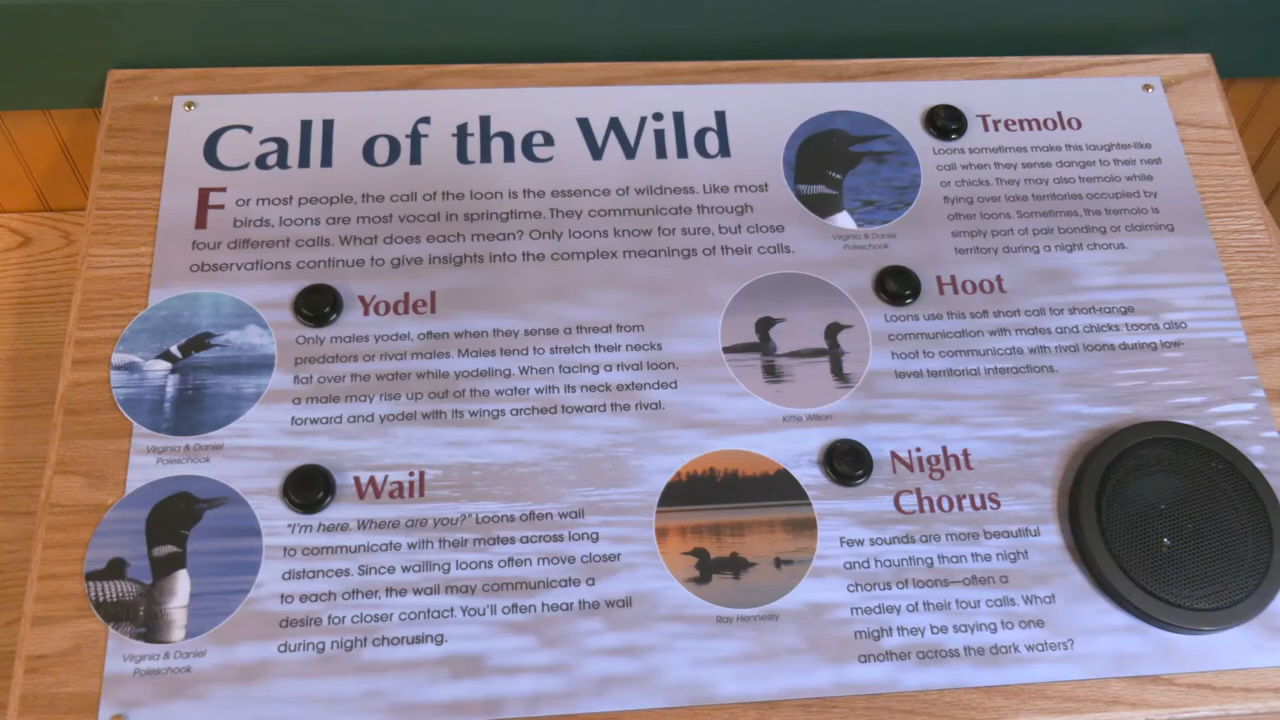 Call of the Wild
For most people, the call of the loon is the essence of wildness. Like most
birds, loons are most vocal in springtime. They communicate through
four different calls. What does each mean? Only loons know for sure, but close
observations continue to give insights into the complex meanings of their calls.
Virginia & Daniel
Paleschook
Tremolo
Loons sometimes make this laughter-like
call when they sense danger to their nest
or chicks. They may also tremolo while
flying over lake territories occupied by
other loons. Sometimes, the tremolo is
simply part of pair bonding or claiming
territory during a night chorus.
Yodel
Only males yodel, often when they sense a threat from
predators or rival males. Males tend to stretch their necks
flat over the water while yodeling. When facing a rival loon,
a male may rise up out of the water with its neck extended
forward and yodel with its wings arched toward the rival.
Virginia & Daniel
Paleschook
Hoot
Loons use this soft short call for short-range
communication with mates and chicks. Loons also
hoot to communicate with rival loons during low-
level territorial interactions.
Kittie Wilson
Wail
"I'm here. Where are you?" Loons often wail
to communicate with their mates across long
distances. Since wailing loons often move closer
to each other, the wail may communicate a
desire for closer contact. You'll often hear the wail
during night chorusing.
Virginia & Daniel
Paleschook
Night
Chorus
Few sounds are more beautiful
and haunting than the night
chorus of loons—often a
medley of their four calls. What
might they be saying to one
another across the dark waters?
Ray Hennessy